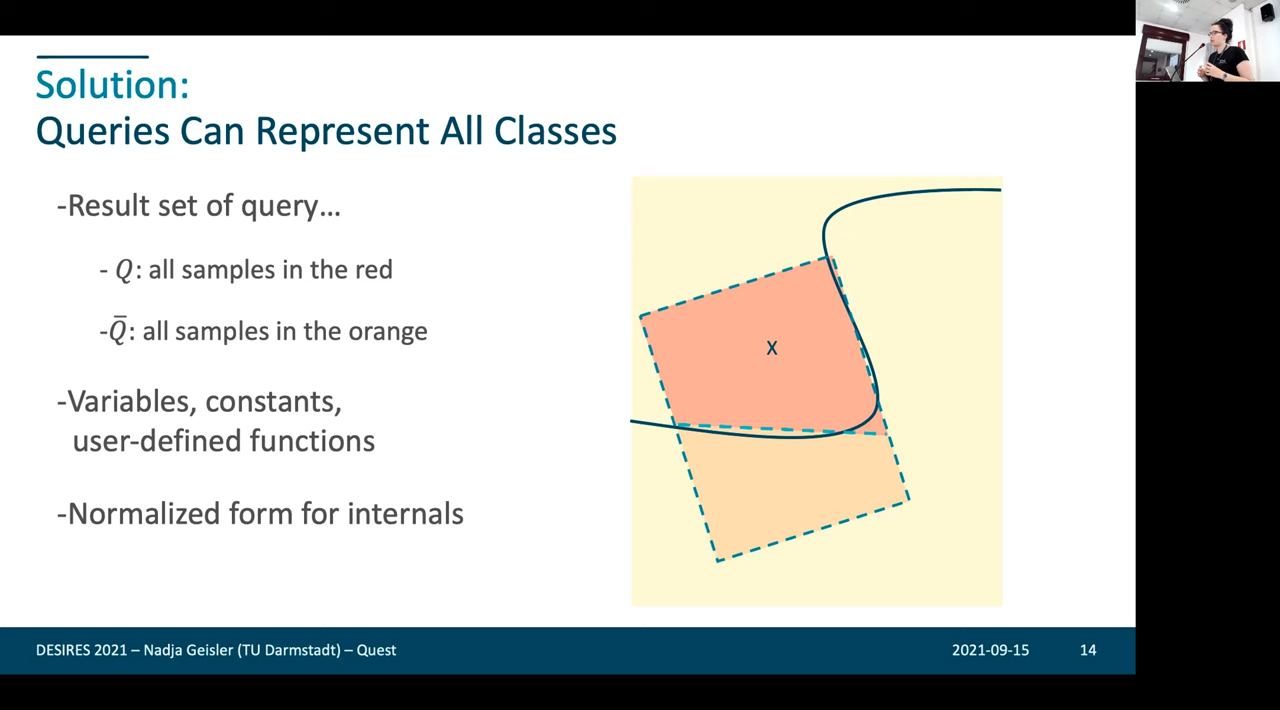 Solution:
Queries Can Represent All Classes
-Result set of query…
- Q: all samples in the red
-Q̄: all samples in the orange
-Variables, constants,
user-defined functions
-Normalized form for internals
X
DESIRES 2021 – Nadja Geisler (TU Darmstadt) – Quest
2021-09-15
14